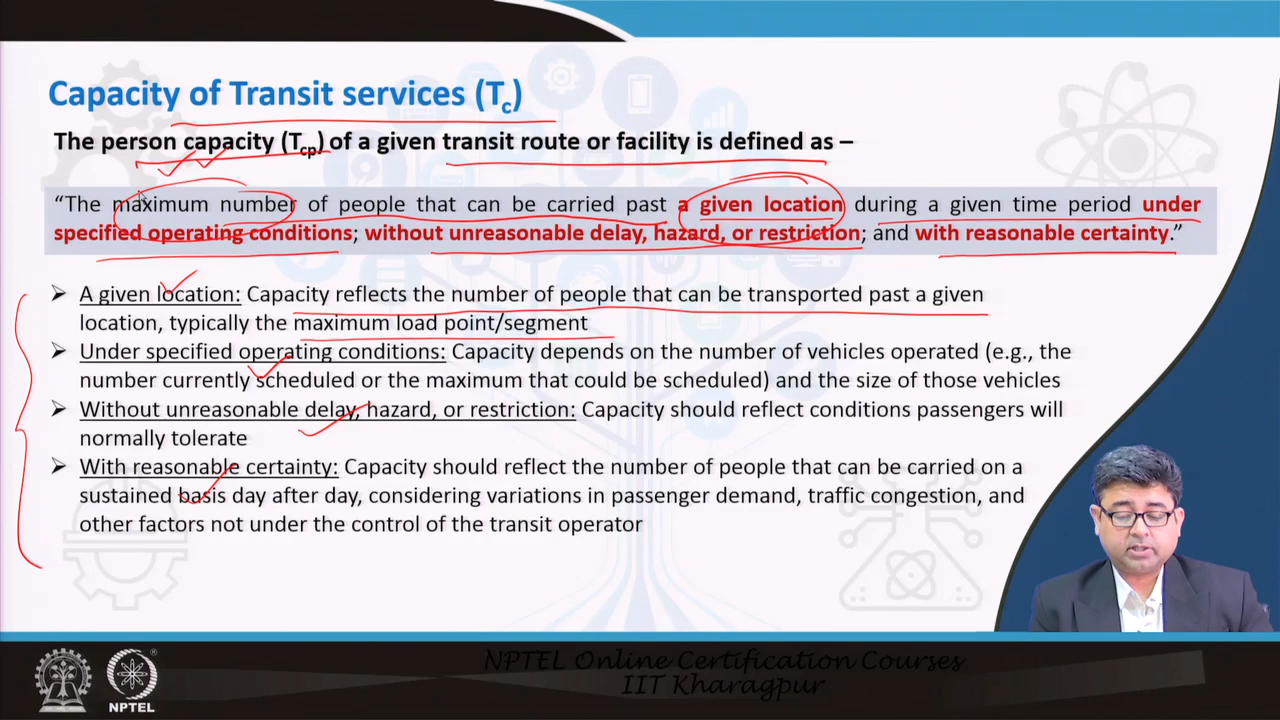 Capacity of Transit services (Tc)
The person capacity (Tcp) of a given transit route or facility is defined as –
“The maximum number of people that can be carried past a given location during a given time period under
specified operating conditions; without unreasonable delay, hazard, or restriction; and with reasonable certainty.”
➢ A given location: Capacity reflects the number of people that can be transported past a given
location, typically the maximum load point/segment
➢ Under specified operating conditions: Capacity depends on the number of vehicles operated (e.g., the
number currently scheduled or the maximum that could be scheduled) and the size of those vehicles
➢ Without unreasonable delay, hazard, or restriction: Capacity should reflect conditions passengers will
normally tolerate
➢ With reasonable certainty: Capacity should reflect the number of people that can be carried on a
sustained basis day after day, considering variations in passenger demand, traffic congestion, and
other factors not under the control of the transit operator
NPTEL Online Certification Courses
IIT Kharagpur
NPTEL